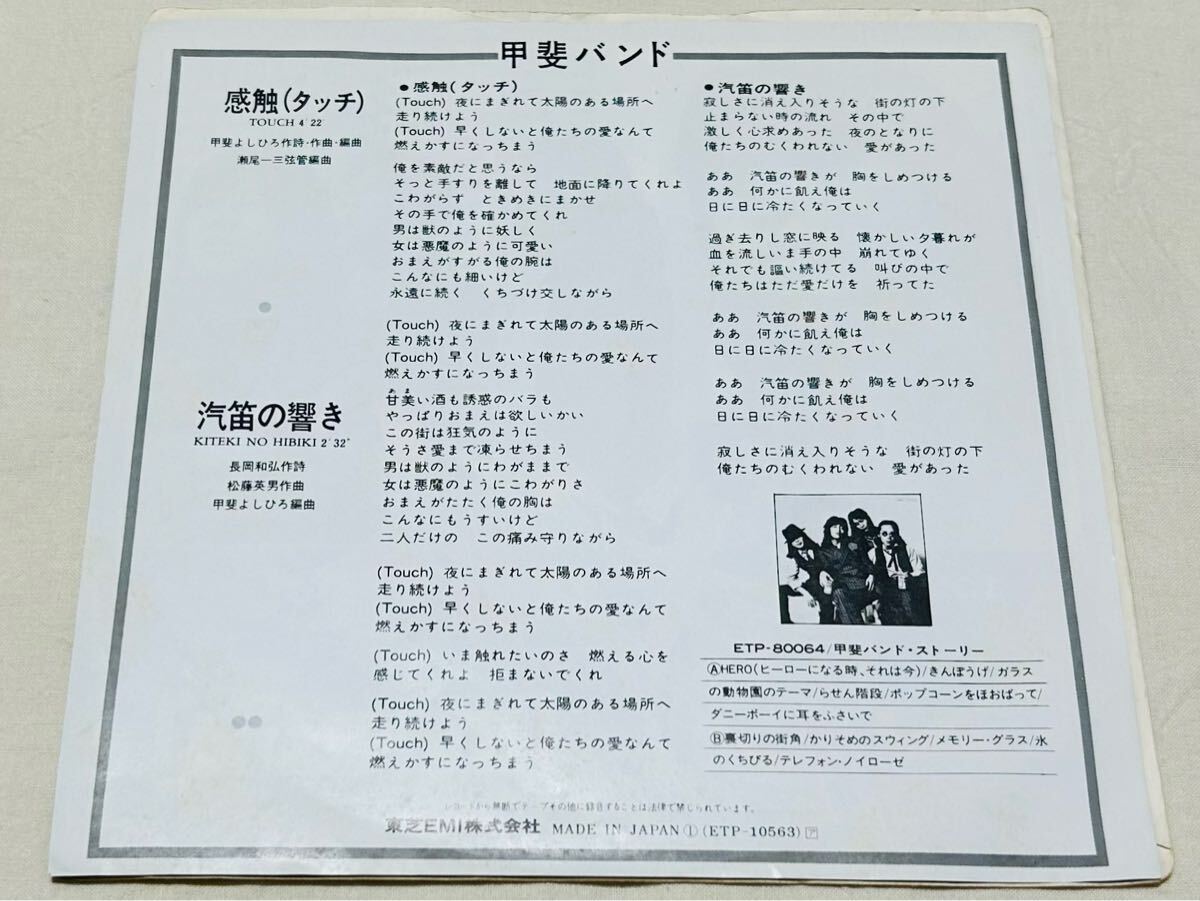 甲斐バンド
感触(タッチ)
TOUCH 4′22″
甲斐よしひろ作詩・作曲・編曲
瀬尾一三弦管編曲
汽笛の響き
KITEKI NO HIBIKI 2′32″
長岡和弘作詩
松藤英男作曲
甲斐よしひろ編曲
●感触(タッチ)
(Touch) 夜にまぎれて太陽のある場所へ
走り続けよう
(Touch) 早くしないと俺たちの愛なんて
燃えかすになっちまう
俺を素敵だと思うなら
そっと手すりを離して 地面に降りてくれよ
こわがらず ときめきにまかせ
その手で俺を確かめてくれ
男は獣のように妖しく
女は悪魔のように可愛い
おまえがすがる俺の腕は
こんなにも細いけど
永遠に続く くちづけ交しながら
(Touch) 夜にまぎれて太陽のある場所へ
走り続けよう
(Touch) 早くしないと俺たちの愛なんて
燃えかすになっちまう
あま
甘美い酒も誘惑のバラも
やっぱりおまえは欲しいかい
この街は狂気のように
そうさ愛まで凍らせちまう
男は獣のようにわがままで
女は悪魔のようにこわがりさ
おまえがたたく俺の胸は
こんなにもうすいけど
二人だけの この痛み守りながら
(Touch) 夜にまぎれて太陽のある場所へ
走り続けよう
(Touch) 早くしないと俺たちの愛なんて
燃えかすになっちまう
(Touch) いま触れたいのさ 燃える心を
感じてくれよ 拒まないでくれ
(Touch) 夜にまぎれて太陽のある場所へ
走り続けよう
(Touch) 早くしないと俺たちの愛なんて
燃えかすになっちまう
●汽笛の響き
寂しさに消え入りそうな 街の灯の下
止まらない時の流れ その中で
激しく心求めあった 夜のとなりに
俺たちのむくわれない 愛があった
ああ 汽笛の響きが 胸をしめつける
ああ 何かに飢え俺は
日に日に冷たくなっていく
過ぎ去りし窓に映る 懐かしい夕暮れが
血を流しいま手の中 崩れてゆく
それでも謳い続けてる 叫びの中で
俺たちはただ愛だけを 祈ってた
ああ 汽笛の響きが 胸をしめつける
ああ 何かに飢え俺は
日に日に冷たくなっていく
ああ 汽笛の響きが 胸をしめつける
ああ 何かに飢え俺は
日に日に冷たくなっていく
寂しさに消え入りそうな 街の灯の下
俺たちのむくわれない 愛があった
ETP-80064/甲斐バンド・ストーリー
ⒶHERO(ヒーローになる時、それは今)/きんぽうげ/ガラス
の動物園のテーマ/らせん階段/ポップコーンをほおばって/
ダニーボーイに耳をふさいで
Ⓑ裏切りの街角/かりそめのスウィング/メモリー・グラス/氷
のくちびる/テレフォン・ノイローゼ
レコードから無断でテープその他に録音することは法律で禁じられています。
東芝EMI株式会社 MADE IN JAPAN Ⓘ (ETP-10563) ア